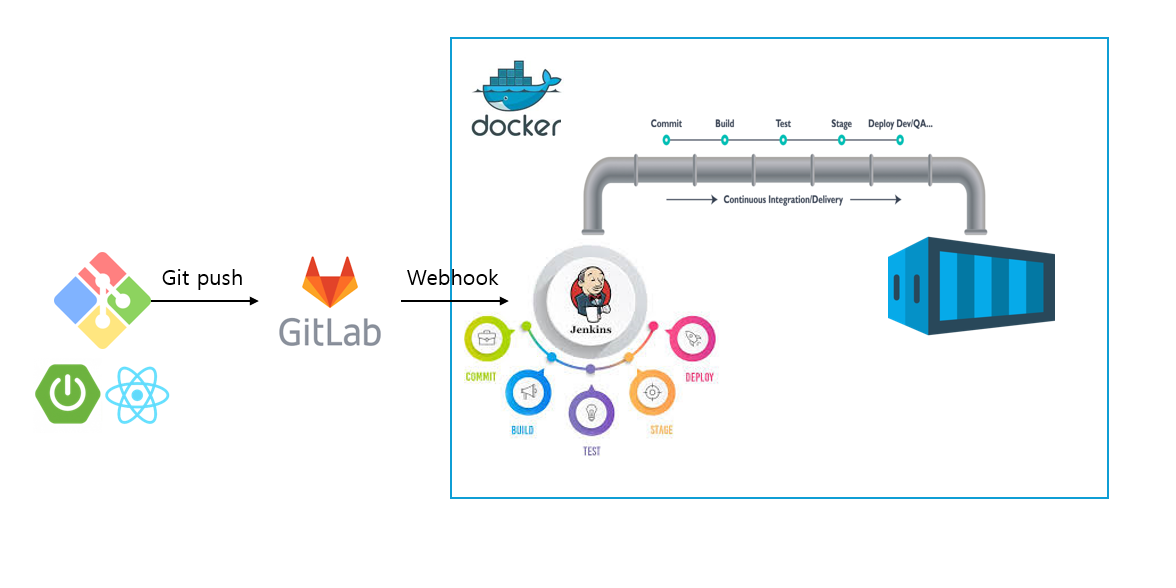 docker
Commit
Build
Test
Stage
Deploy Dev/QA...
Continuous Integration/Delivery
Git push
GitLab
Webhook
Jenkins
COMMIT
BUILD
TEST
STAGE
DEPLOY